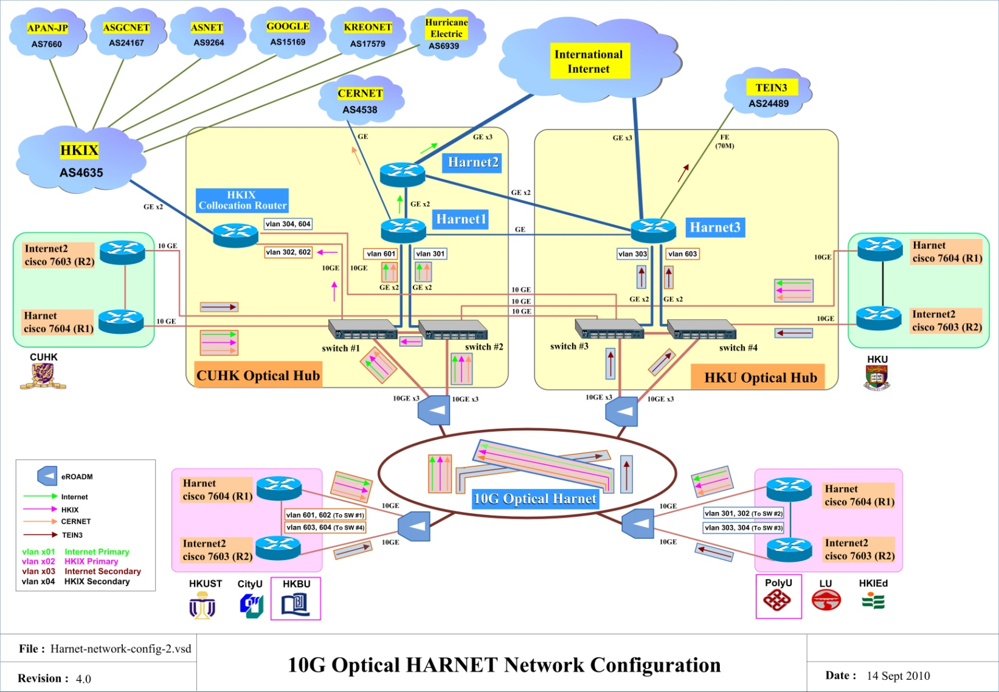 APAN-JP
AS7660
ASGCNET
AS24167
ASNET
AS9264
GOOGLE
AS15169
KREONET
AS17579
Hurricane
Electric
AS6939
International
Internet
CERNET
AS4538
TEIN3
AS24489
HKIX
AS4635
GE
GE x3
GE x3
FE
(70M)
Harnet2
HKIX
Collocation Router
GE x2
GE x2
GE x2
Harnet1
vlan 304, 604
GE
Harnet3
Internet2
cisco 7603 (R2)
10 GE
vlan 302, 602
vlan 601
vlan 301
vlan 303
vlan 603
10GE
Harnet
cisco 7604 (R1)
10GE
10GE
GE x2
GE x2
10 GE
10 GE
10 GE
GE x2
GE x2
Harnet
cisco 7604 (R1)
10 GE
10GE
Internet2
cisco 7603 (R2)
switch #1
switch #2
switch #3
switch #4
CUHK
HKU
CUHK Optical Hub
HKU Optical Hub
10GE x3
10GE x3
10GE x3
10GE x3
eROADM
Internet
HKIX
CERNET
TEIN3
vlan x01 Internet Primary
vlan x02 HKIX Primary
vlan x03 Internet Secondary
vlan x04 HKIX Secondary
Harnet
cisco 7604 (R1)
10GE
vlan 601, 602 (To SW #1)
vlan 603, 604 (To SW #4)
Internet2
cisco 7603 (R2)
10GE
10G Optical Harnet
10GE
Harnet
cisco 7604 (R1)
vlan 301, 302 (To SW #2)
vlan 303, 304 (To SW #3)
10GE
Internet2
cisco 7603 (R2)
HKUST
CityU
HKBU
PolyU
LU
HKIEd
File : Harnet-network-config-2.vsd
Revision : 4.0
10G Optical HARNET Network Configuration
Date : 14 Sept 2010